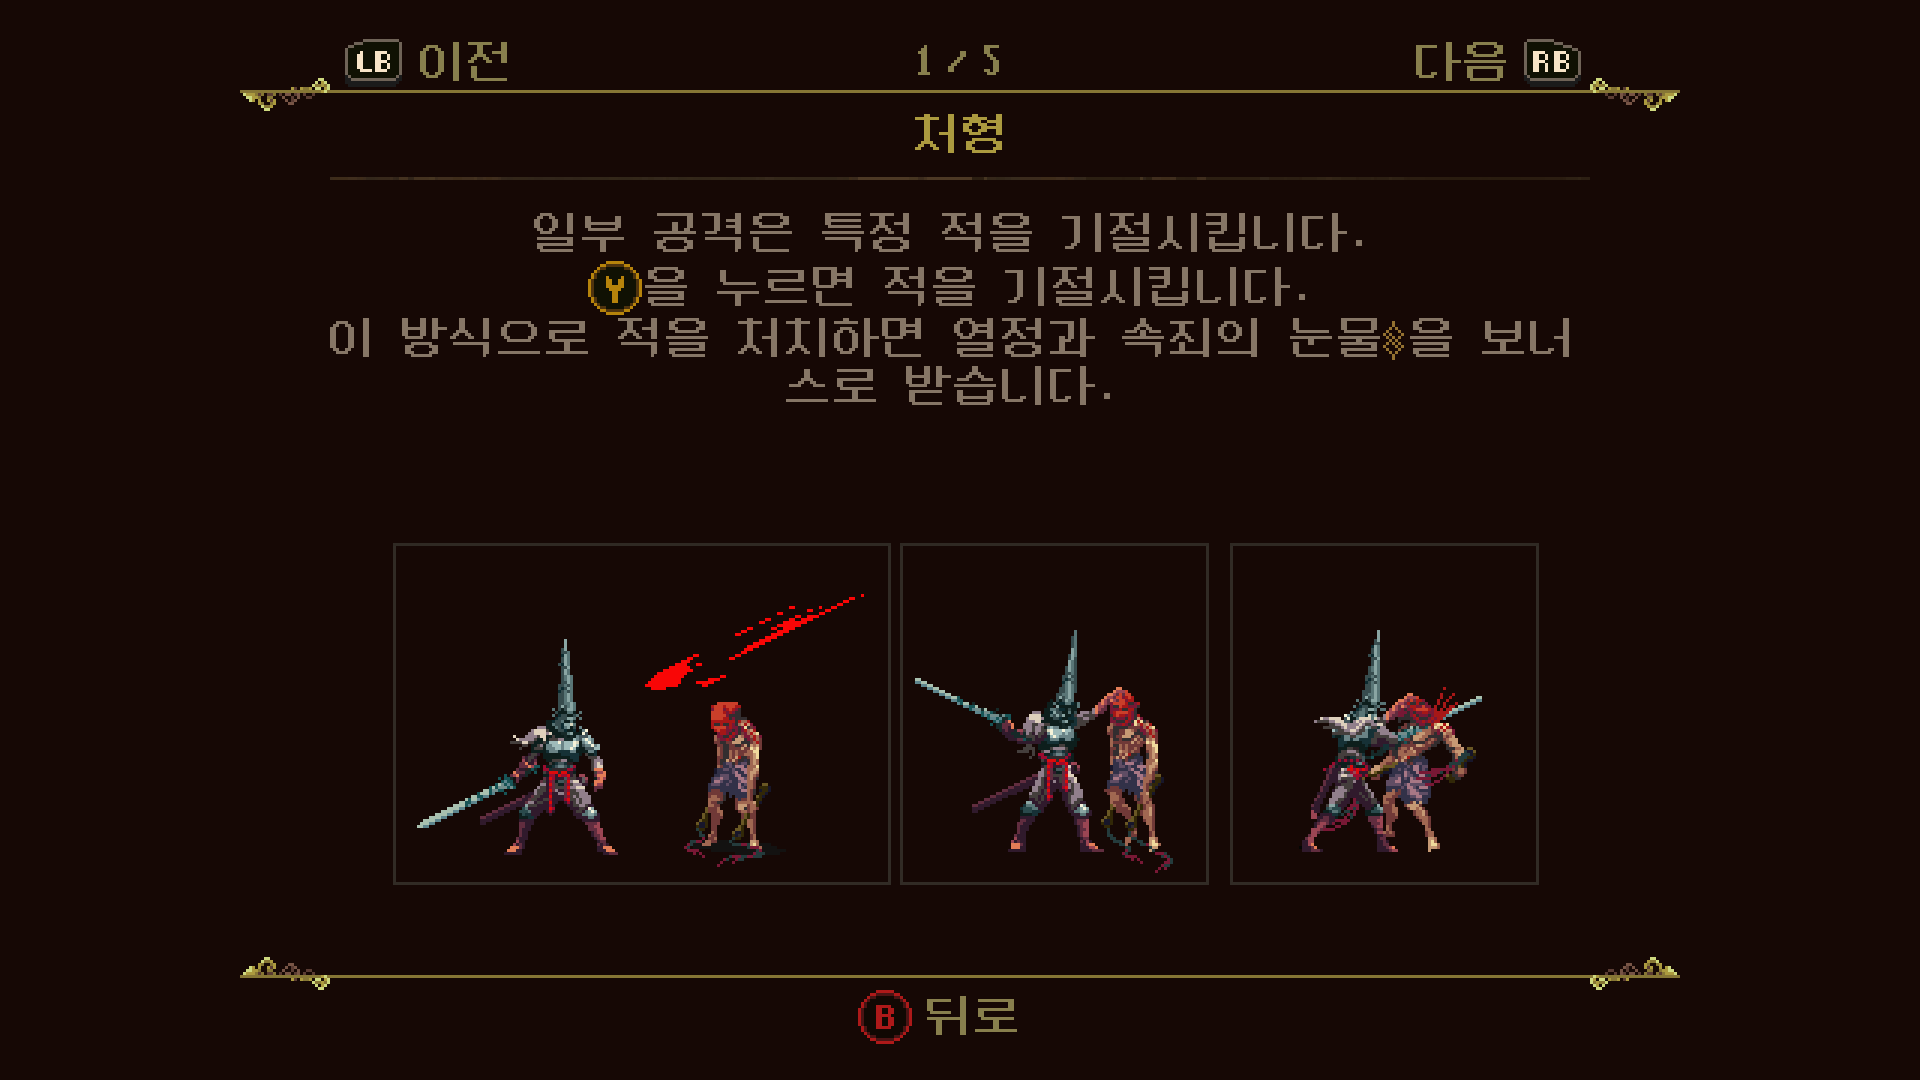 LB 이전 1 / 5 다음 RB
처형
일부 공격은 특정 적을 기절시킵니다.
Y을 누르면 적을 기절시킵니다.
이 방식으로 적을 처치하면 열정과 속죄의 눈물을 보너
스로 받습니다.
B 뒤로